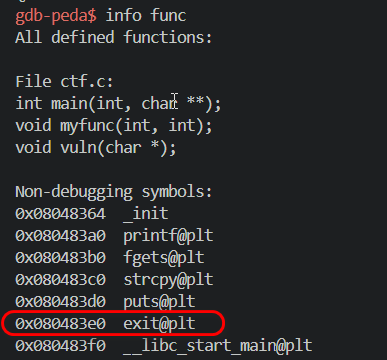 gdb-peda$ info func
All defined functions:
File ctf.c:
int main(int, char **);
void myfunc(int, int);
void vuln(char *);
Non-debugging symbols:
0x08048364  _init
0x080483a0  printf@plt
0x080483b0  fgets@plt
0x080483c0  strcpy@plt
0x080483d0  puts@plt
0x080483e0  exit@plt
0x080483f0  __libc_start_main@plt